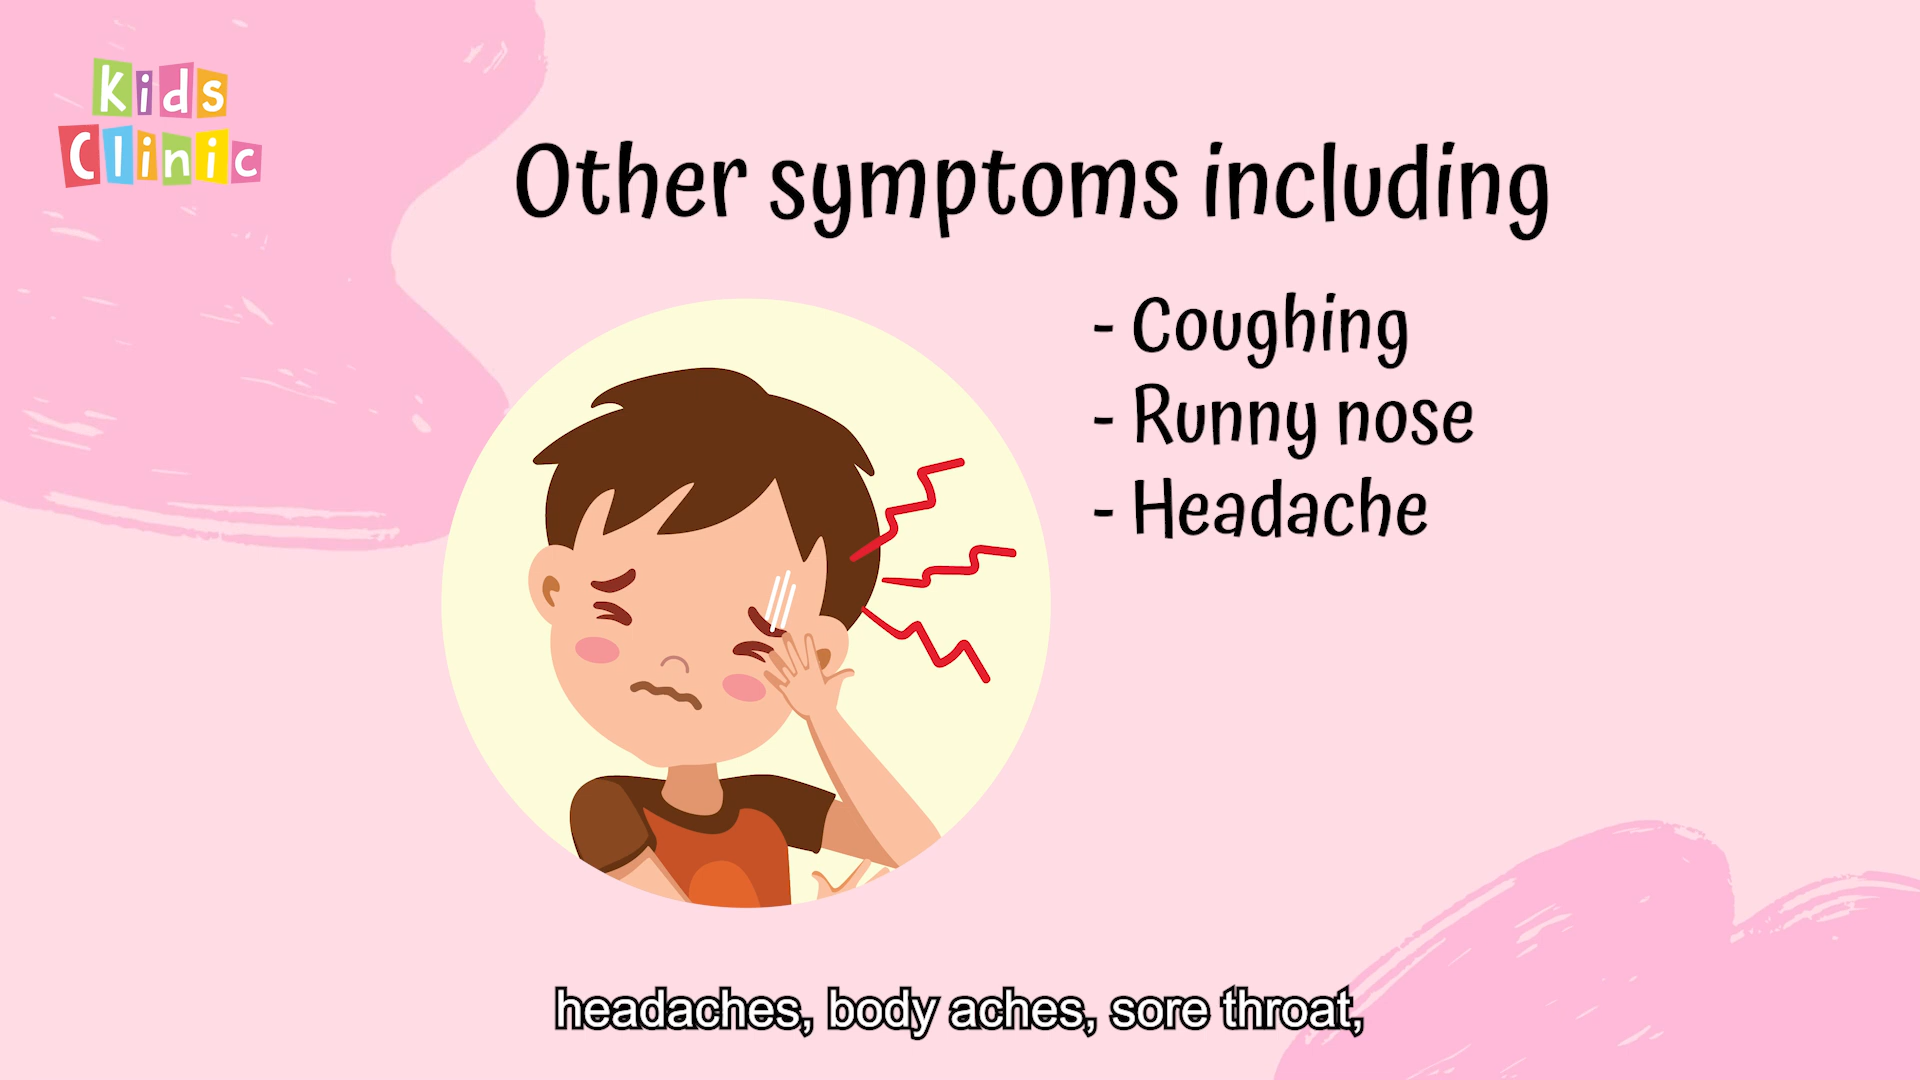 Kids
Clinic
Other symptoms including
- Coughing
- Runny nose
- Headache
headaches, body aches, sore throat,